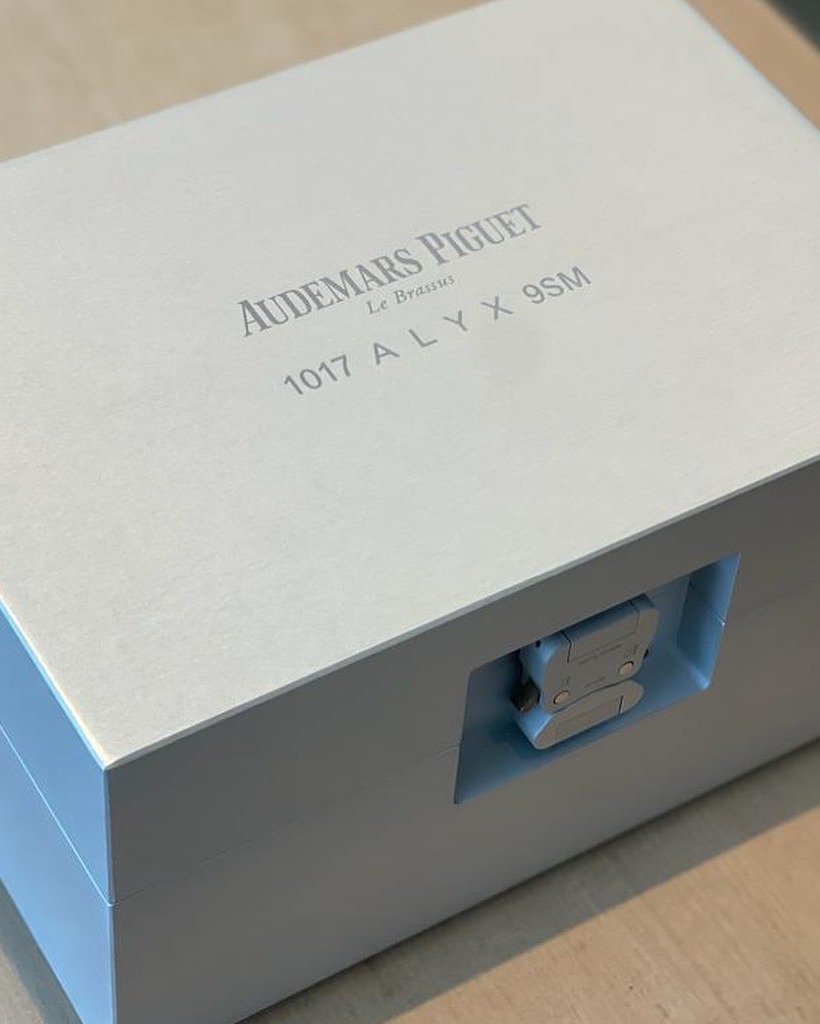 AUDEMARS PIGUET
Le Brassus
1017 A L Y X 9SM